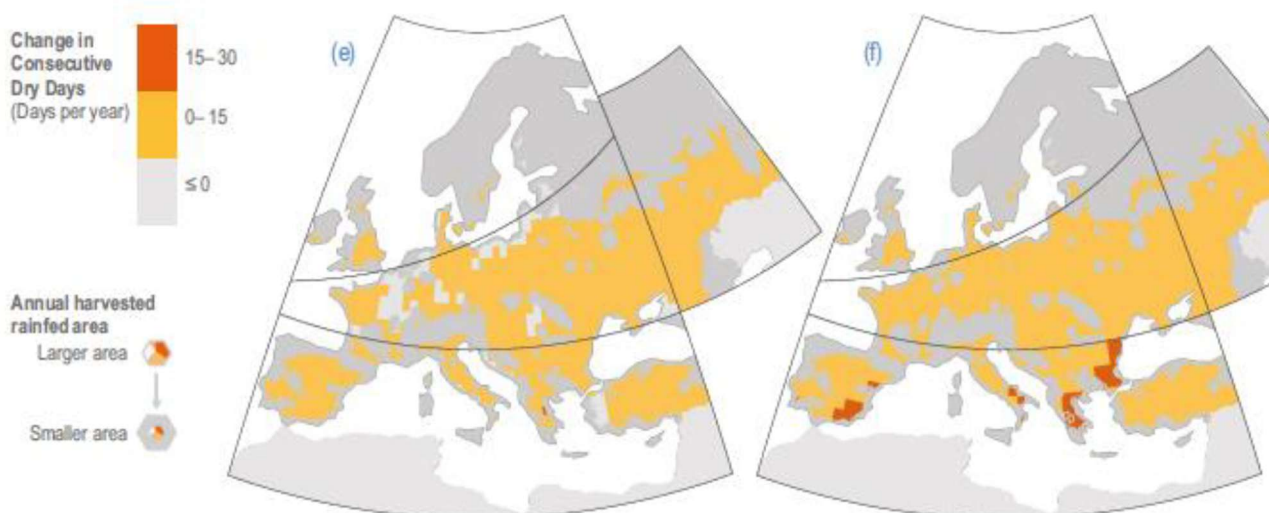 Change in
Consecutive
Dry Days
(Days per year)
15–30
0–15
≤ 0
Annual harvested
rainfed area
Larger area
Smaller area
(e)
(f)